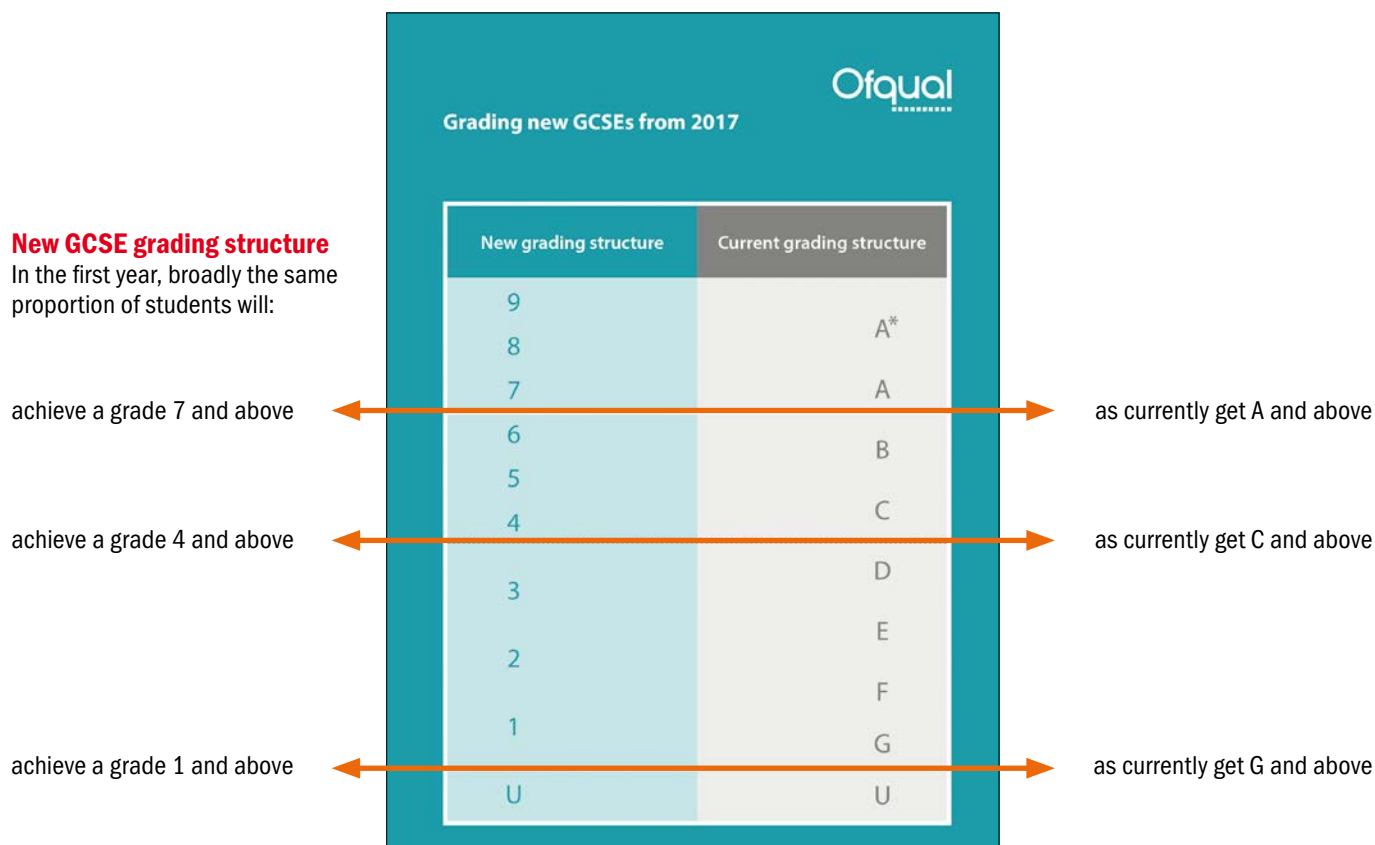 Ofqual
Grading new GCSEs from 2017
New GCSE grading structure
In the first year, broadly the same
proportion of students will:
New grading structure
Current grading structure
9
A*
8
7
A
achieve a grade 7 and above
as currently get A and above
6
B
5
C
4
achieve a grade 4 and above
as currently get C and above
D
3
E
2
F
1
G
achieve a grade 1 and above
as currently get G and above
U
U